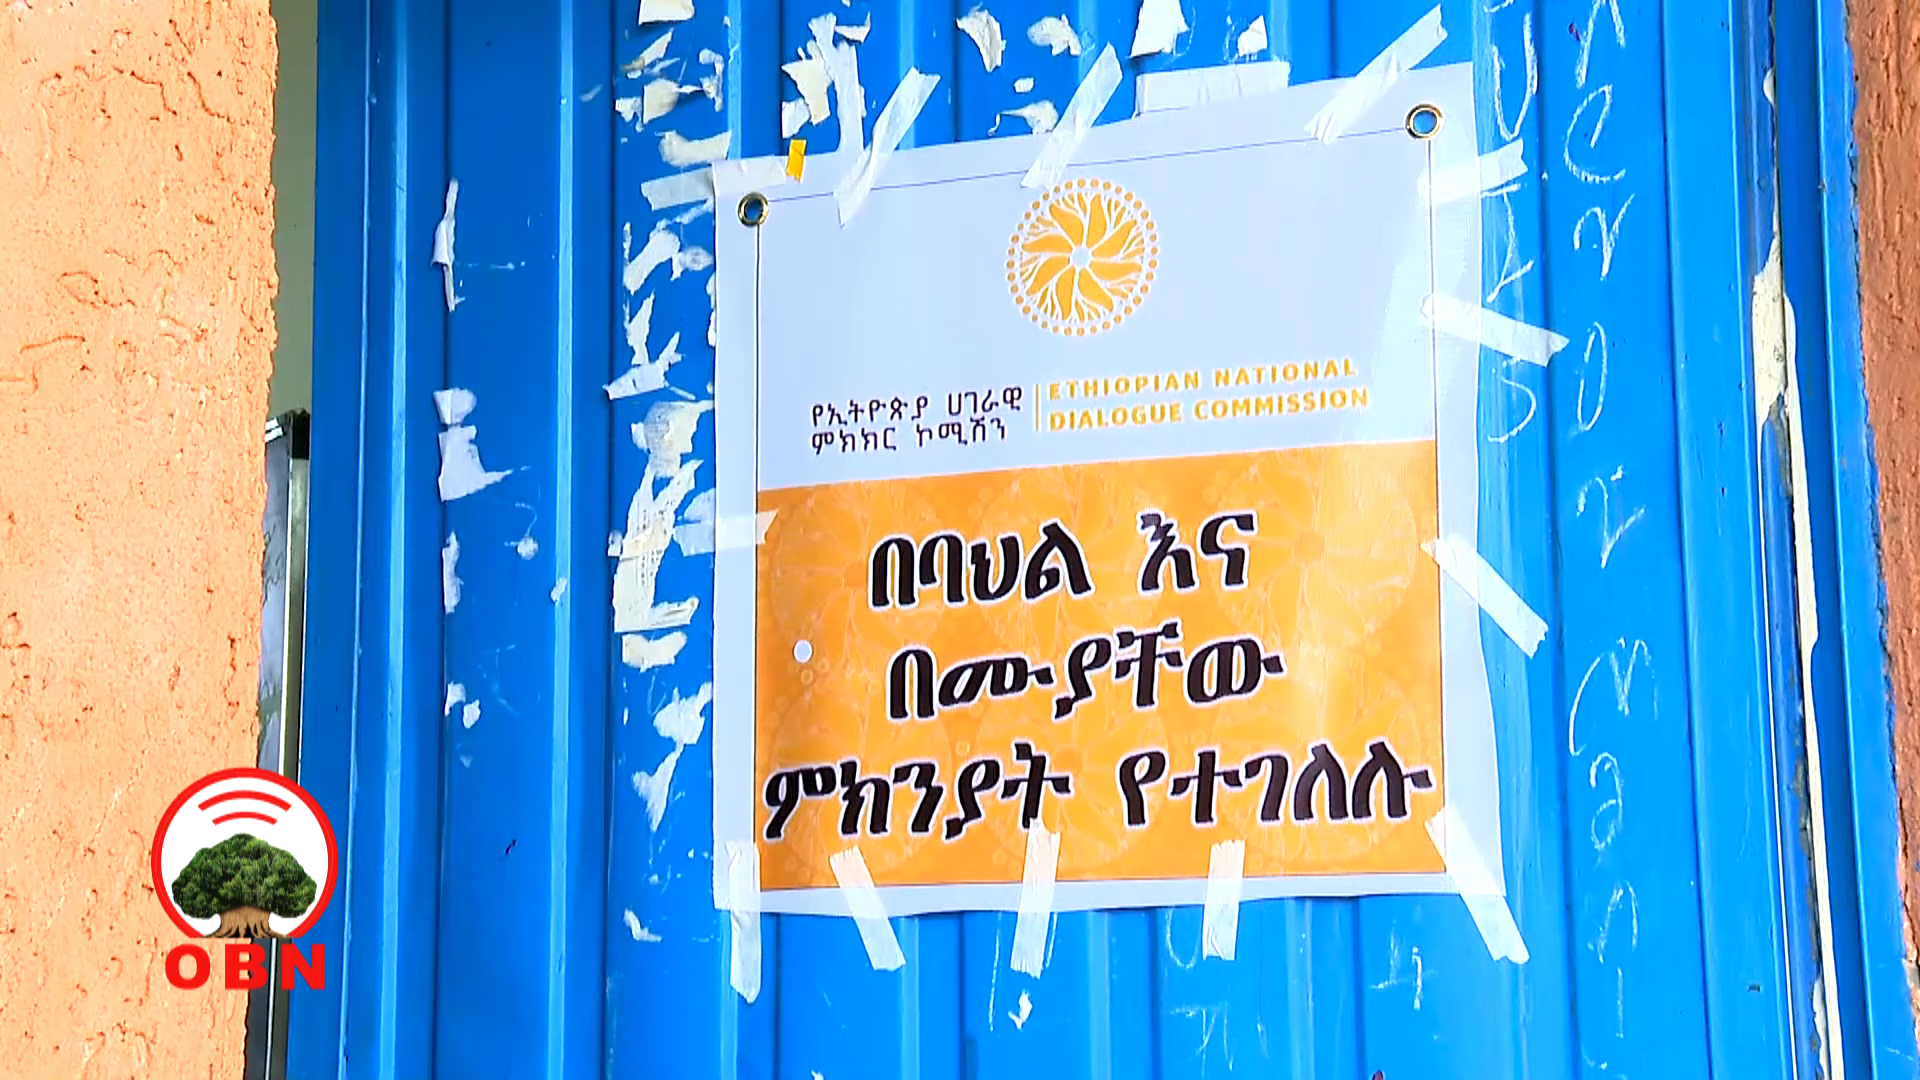 የኢትዮጵያ ሀገራዊ
ምክክር ኮሚሽን
ETHIOPIAN NATIONAL
DIALOGUE COMMISSION
በባህል እና
በሙያቸው
ምክንያት የተገለሉ
OBN